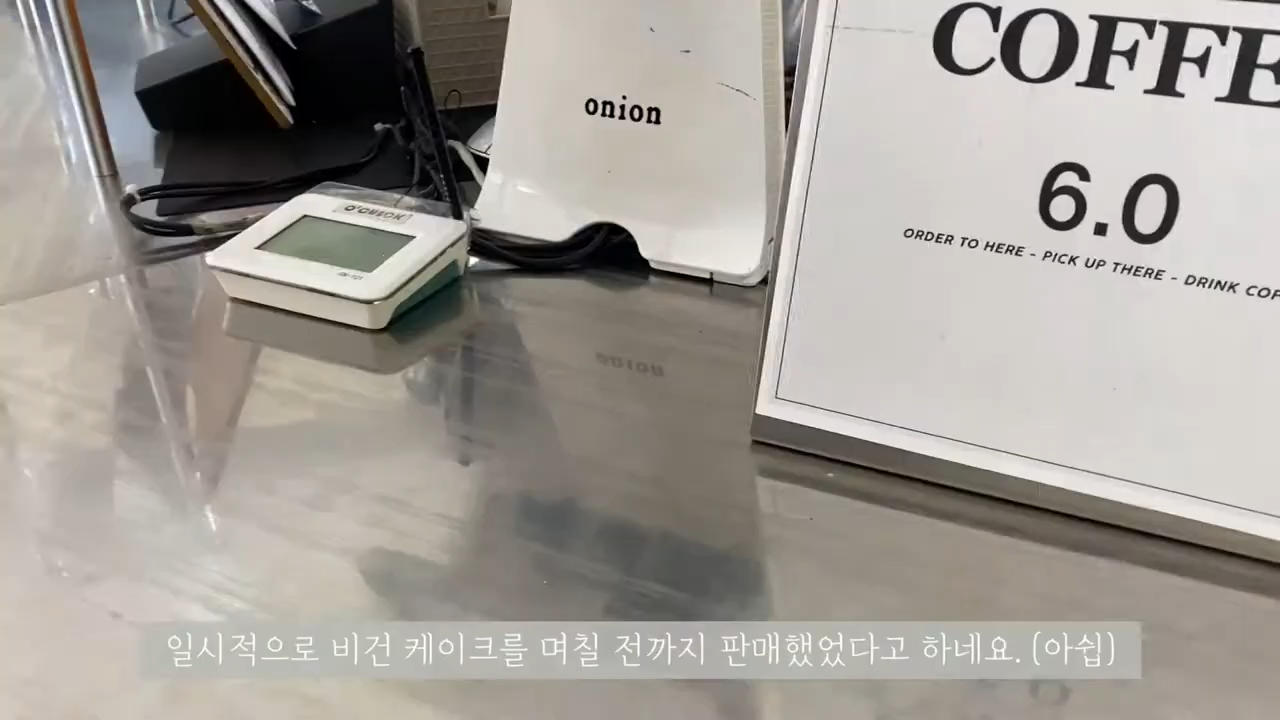 COFFE
6.0
ORDER TO HERE - PICK UP THERE - DRINK COF
onion
일시적으로 비건 케이크를 며칠 전까지 판매했었다고 하네요. (아쉽)